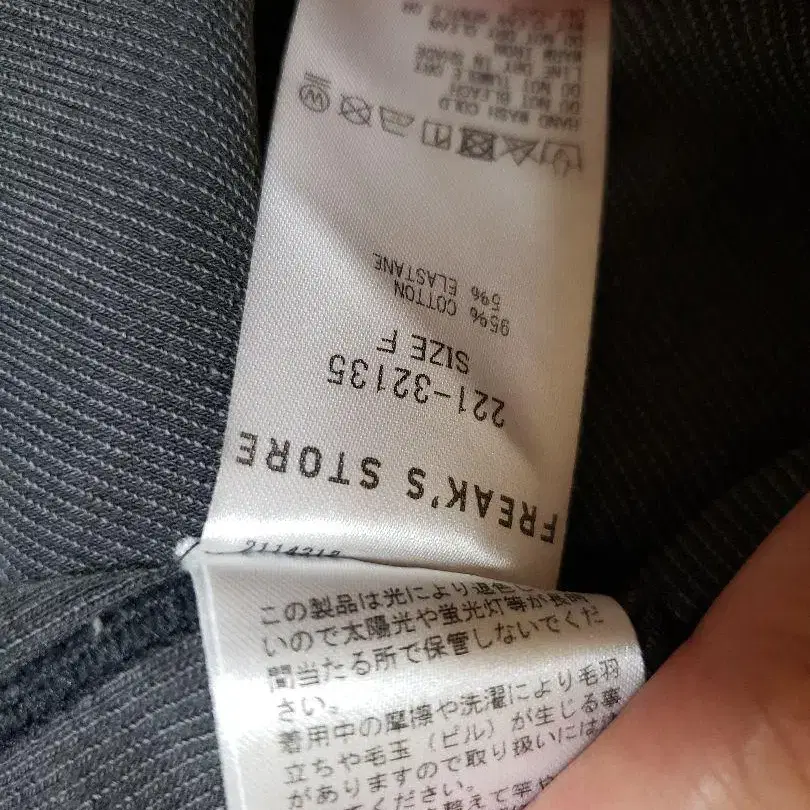 FREAK'S STORE
221-32135
SIZE F
95% COTTON
5% ELASTANE
HAND WASH COLD
DO NOT BLEACH
DO NOT TUMBLE DRY
LINE DRY IN SHADE
WARM IRON
DO NOT DRY CLEAN
この製品は光により退色し
いので太陽光や蛍光灯等が長時
間当たる所で保管しないでくだ
さい。
着用中の摩擦や洗濯により毛羽
立ちや毛玉(ピル)が生じる事
がありますので取り扱いには